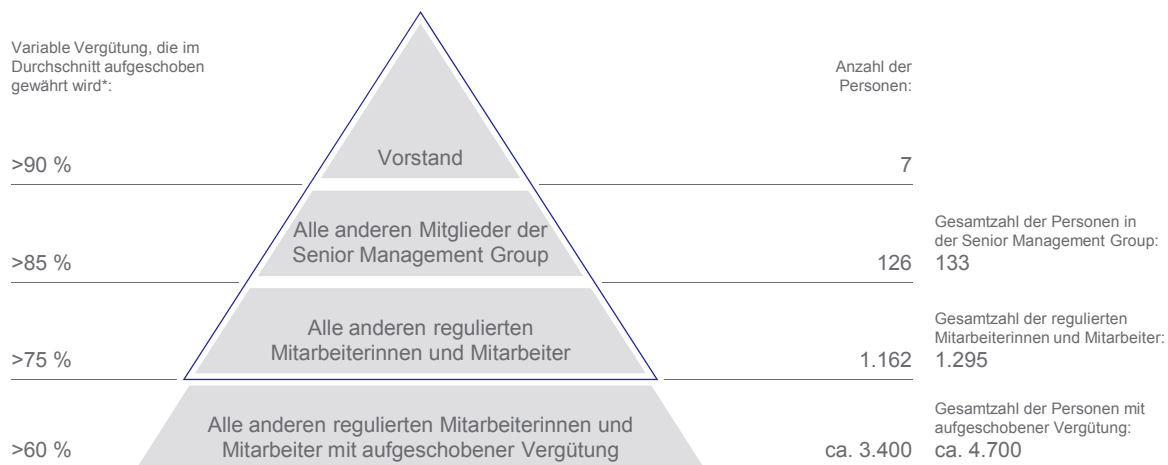 Variable Vergütung, die im
Durchschnitt aufgeschoben
gewährt wird*:
Anzahl der
Personen:
>90 %
Vorstand
7
>85 %
Alle anderen Mitglieder der
Senior Management Group
126
Gesamtzahl der Personen in
der Senior Management Group:
133
>75 %
Alle anderen regulierten
Mitarbeiterinnen und Mitarbeiter
1.162
Gesamtzahl der regulierten
Mitarbeiterinnen und Mitarbeiter:
1.295
>60 %
Alle anderen regulierten Mitarbeiterinnen und
Mitarbeiter mit aufgeschobener Vergütung
ca. 3.400
Gesamtzahl der Personen mit
aufgeschobener Vergütung:
ca. 4.700